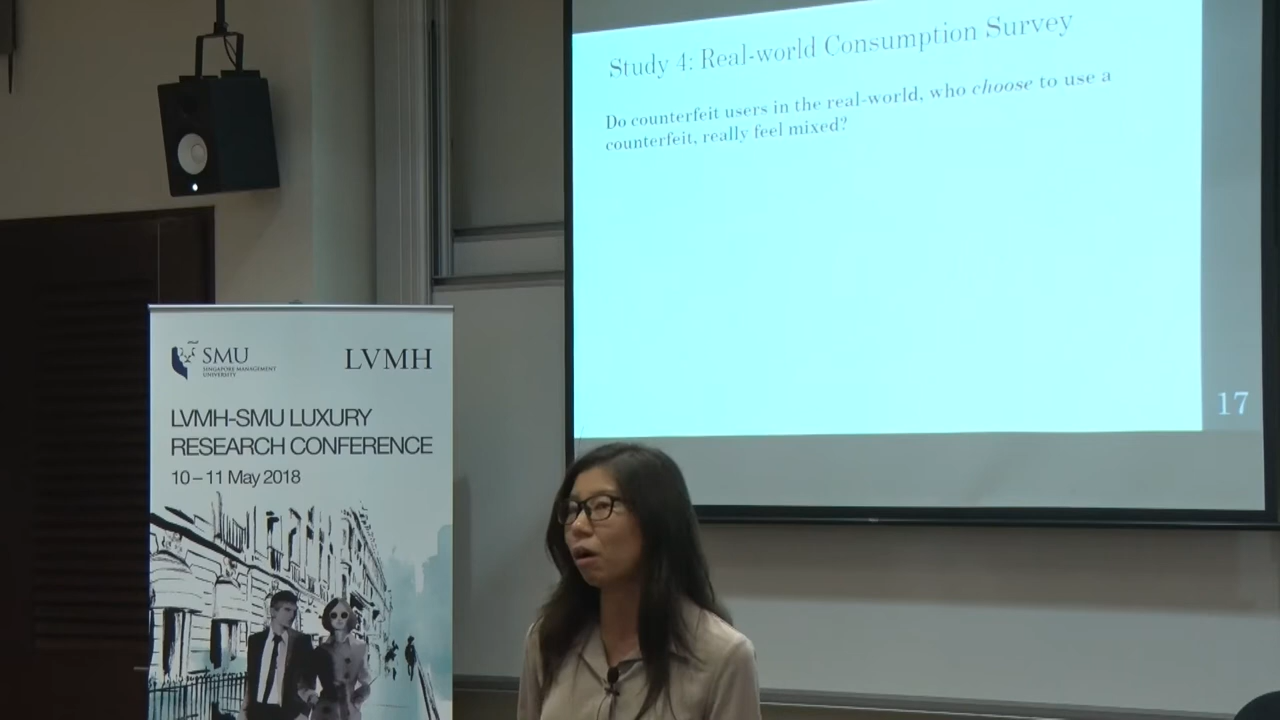 Study 4: Real-world Consumption Survey
Do counterfeit users in the real-world, who choose to use a
counterfeit, really feel mixed?
17
SMU
SINGAPORE MANAGEMENT
UNIVERSITY
LVMH
LVMH-SMU LUXURY
RESEARCH CONFERENCE
10 – 11 May 2018